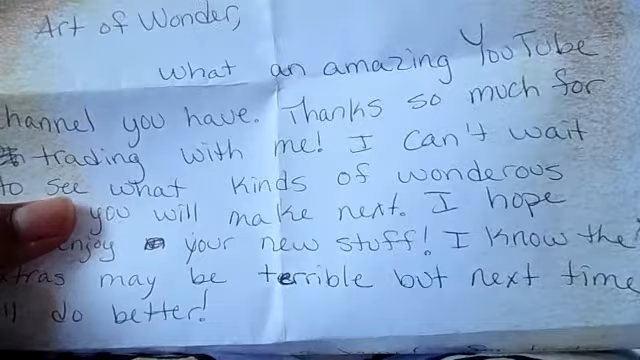 Art of Wonder,
What an amazing YouTube
hannel you have. Thanks so much for
trading with me! I can't wait
to see what kinds of wonderous
you will make next. I hope
enjoy your new stuff! I know the
xtras may be terrible but next time
'll do better!